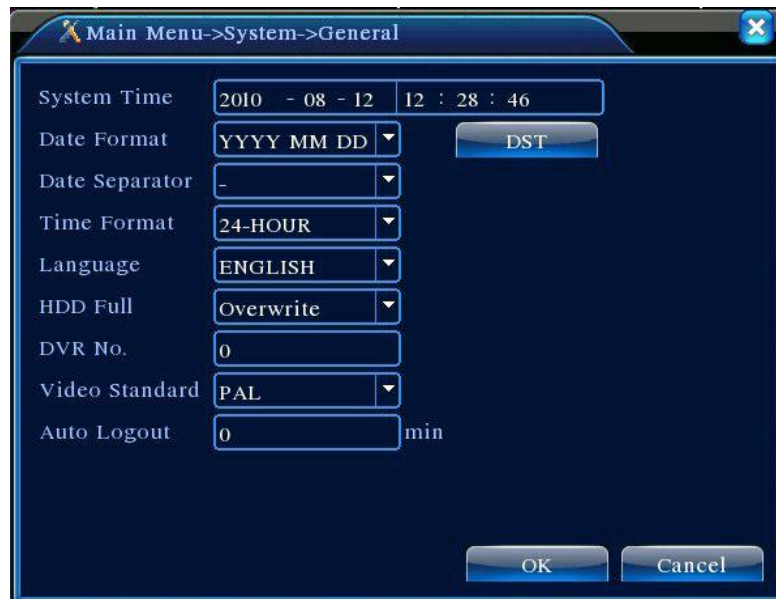 Main Menu->System->General
System Time 2010 - 08 - 12 12 : 28 : 46
Date Format YYYY MM DD DST
Date Separator -
Time Format 24-HOUR
Language ENGLISH
HDD Full Overwrite
DVR No. 0
Video Standard PAL
Auto Logout 0 min
OK Cancel